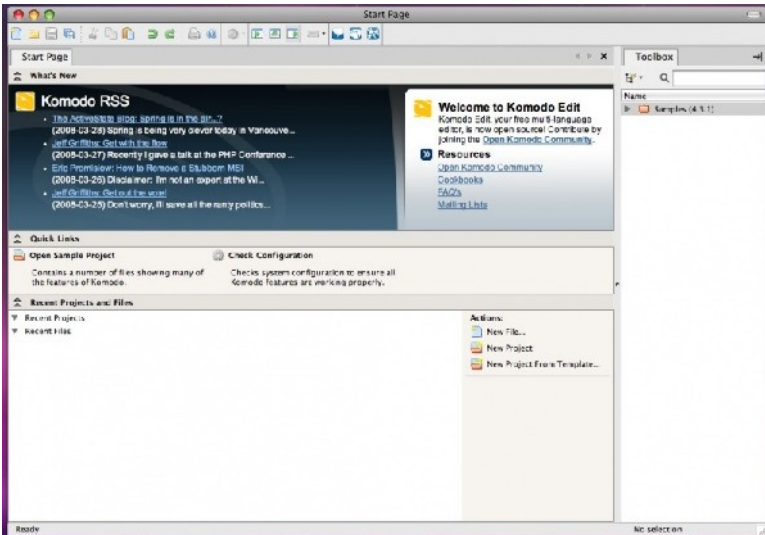 Start Page
Start Page
Toolbox
What's New
Komodo RSS
The ActiveState Blog: Spring is in the air...?
(2008-03-28) Spring is being very clever today in Vancouve...
Jeff Griffiths: Get with the flow
(2008-03-27) Recently I gave a talk at the PHP Conference ...
Eric Promislow: How to Remove a Stubborn MSI
(2008-03-26) Disclaimer: I'm not an expert at the Wi...
Jeff Griffiths: Get out the vote!
(2008-03-25) Don't worry, I'll save all the rainy politics...
Welcome to Komodo Edit
Komodo Edit, your free multi-language
editor, is now open source! Contribute by
joining the Open Komodo Community.
Resources
Open Komodo Community
Cookbooks
FAQ's
Mailing Lists
Name
Samples (4.3.1)
Quick Links
Open Sample Project
Contains a number of files showing many of
the features of Komodo.
Check Configuration
Checks system configuration to ensure all
Komodo features are working properly.
Recent Projects and Files
Recent Projects
Recent Files
Actions:
New File...
New Project
New Project From Template...
Ready
No selection